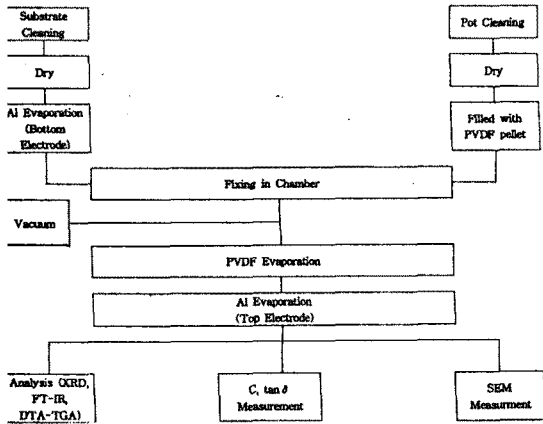 Substrate
Cleaning
Pot Cleaning
Dry
Dry
Al Evaporation
(Bottom
Electrode)
Filled with
PVDF pellet
Fixing in Chamber
Vacuum
PVDF Evaporation
Al Evaporation
(Top Electrode)
Analysis (XRD,
FT-IR,
DTA-TGA)
C, tan δ
Measurement
SEM
Measurment